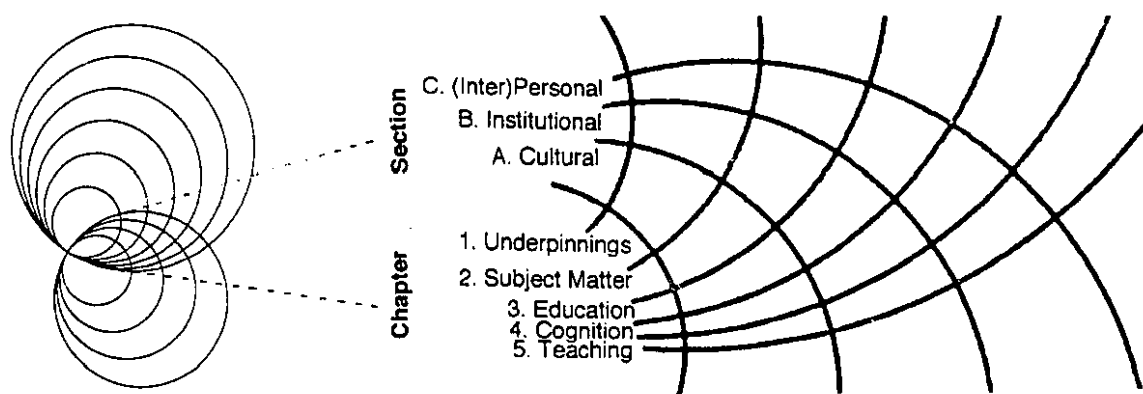 Section
C. (Inter)Personal
B. Institutional
A. Cultural
Chapter
1. Underpinnings
2. Subject Matter
3. Education
4. Cognition
5. Teaching